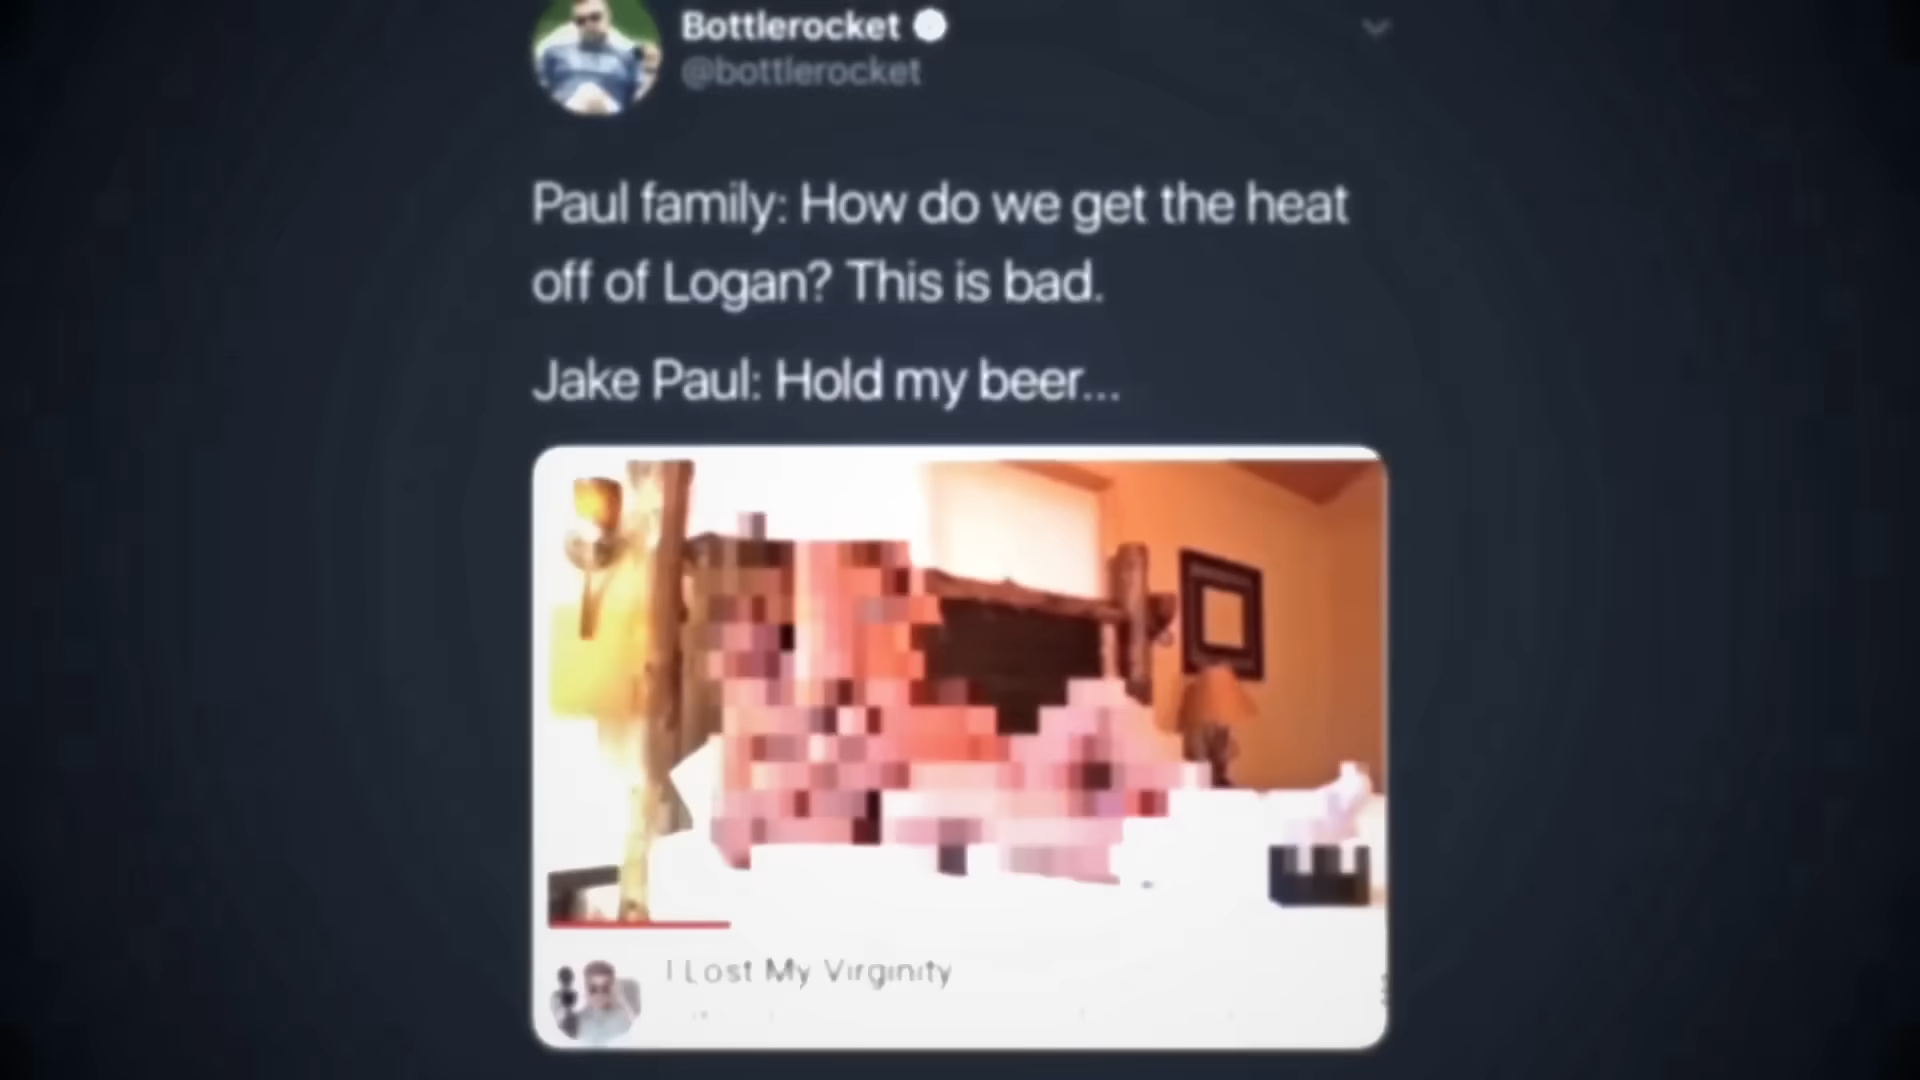 Bottlerocket
@bottlerocket
Paul family: How do we get the heat
off of Logan? This is bad.
Jake Paul: Hold my beer...
I Lost My Virginity